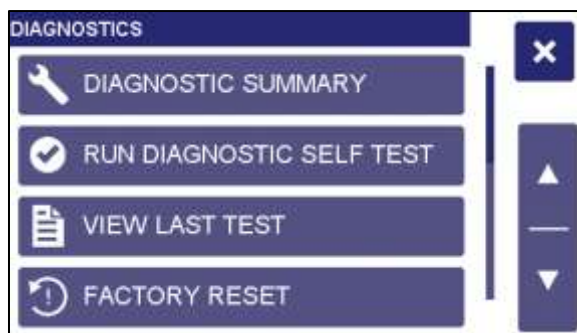 DIAGNOSTICS
DIAGNOSTIC SUMMARY
RUN DIAGNOSTIC SELF TEST
VIEW LAST TEST
FACTORY RESET